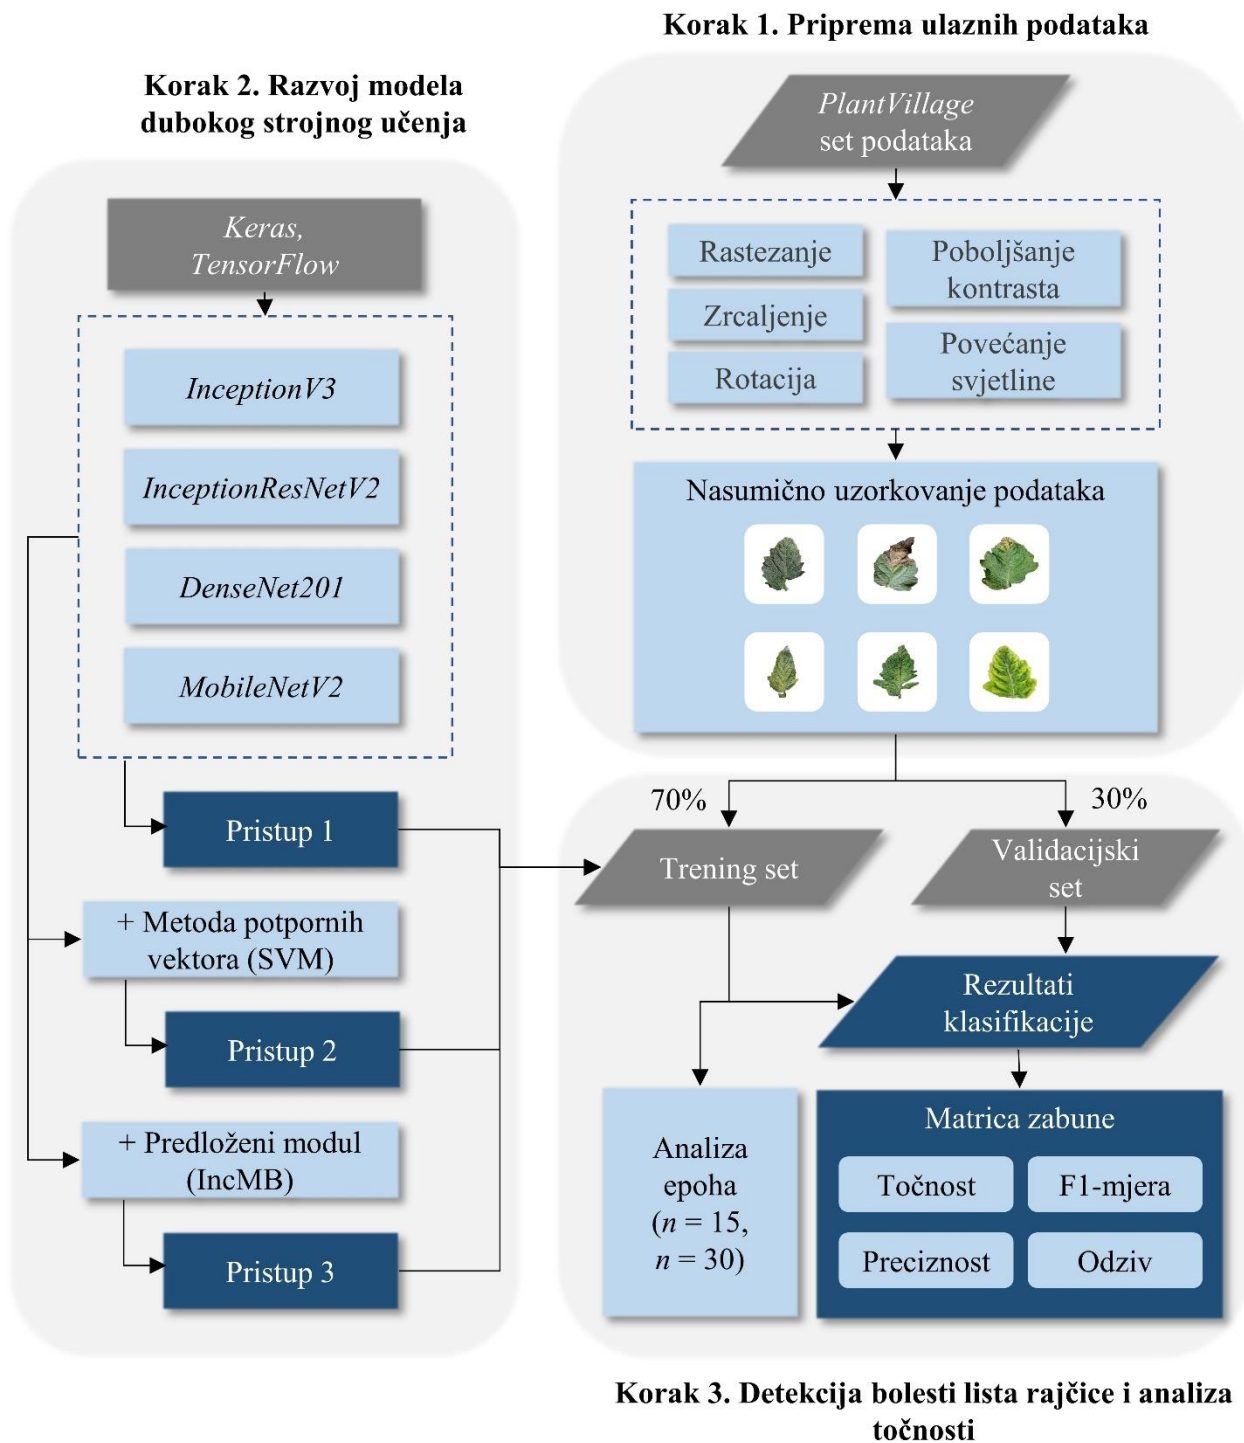 Korak 1. Priprema ulaznih podataka
PlantVillage
set podataka
Rastezanje
Zrcaljenje
Rotacija
Poboljšanje
kontrasta
Povećanje
svjetline
Nasumično uzorkovanje podataka
Korak 2. Razvoj modela
dubokog strojnog učenja
Keras,
TensorFlow
InceptionV3
InceptionResNetV2
DenseNet201
MobileNetV2
Pristup 1
+ Metoda potpornih
vektora (SVM)
Pristup 2
+ Predloženi modul
(IncMB)
Pristup 3
70%
30%
Trening set
Validacijski
set
Rezultati
klasifikacije
Analiza
epoha
(n = 15,
n = 30)
Matrica zabune
Točnost
F1-mjera
Preciznost
Odziv
Korak 3. Detekcija bolesti lista rajčice i analiza
točnosti